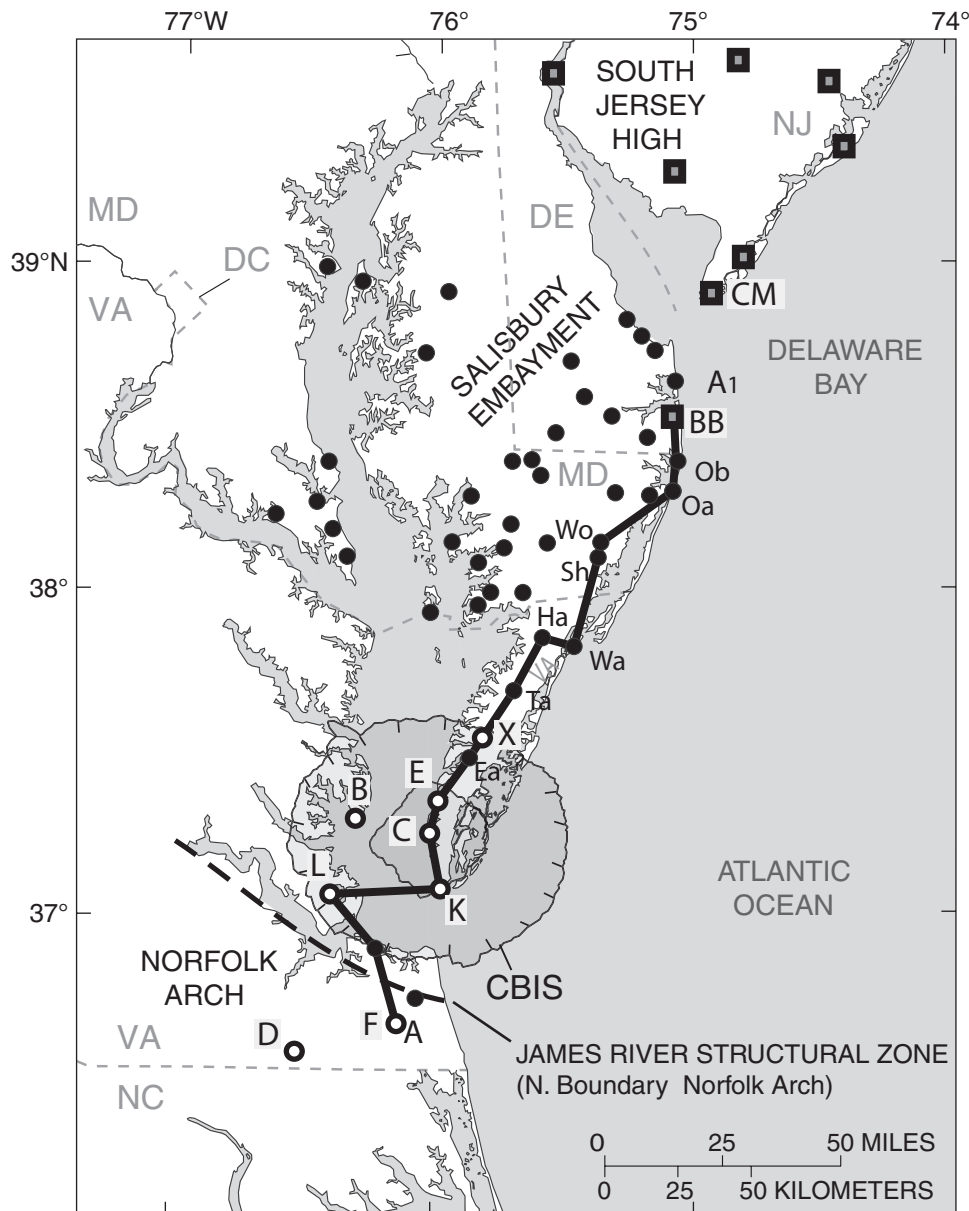 77°W 76° 75° 74°
SOUTH
JERSEY
HIGH
NJ
MD
DE
DC
39°N
VA
CM
SALISBURY
EMBAYMENT
DELAWARE
BAY
A1
BB
MD
Ob
Oa
Wo
Sh
38°
Ha
Wa
VA
Ta
X
Ea
E
B
C
L
K
ATLANTIC
OCEAN
37°
NORFOLK
ARCH
CBIS
F
A
D
VA
NC
JAMES RIVER STRUCTURAL ZONE
(N. Boundary Norfolk Arch)
0 25 50 MILES
0 25 50 KILOMETERS